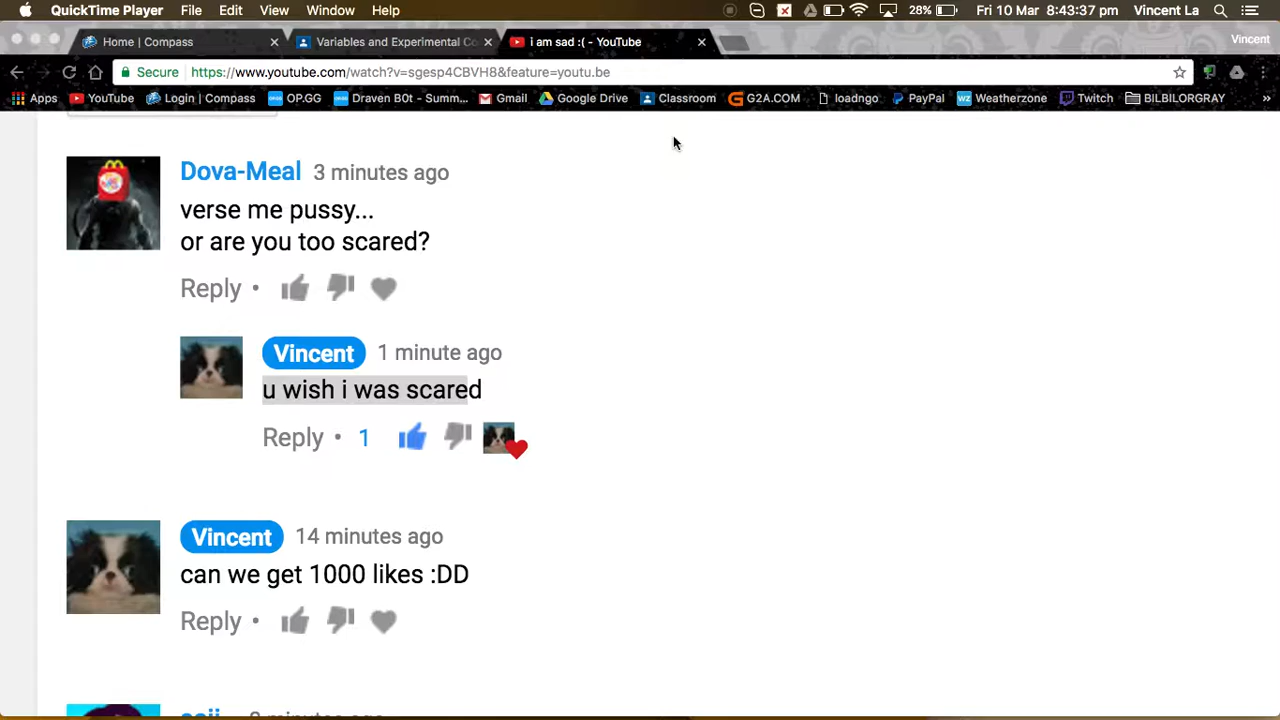 QuickTime Player File Edit View Window Help 28% Fri 10 Mar 8:43:37 pm Vincent La
Home | Compass Variables and Experimental Co i am sad :( - YouTube Vincent
Secure https://www.youtube.com/watch?v=sgesp4CBVH8&feature=youtu.be
Apps YouTube Login | Compass OP.GG Draven B0t - Summ... Gmail Google Drive Classroom G2A.COM loadngo PayPal Weatherzone Twitch BILBILORGRAY »
Dova-Meal 3 minutes ago
verse me pussy...
or are you too scared?
Reply •
Vincent 1 minute ago
u wish i was scared
Reply • 1
Vincent 14 minutes ago
can we get 1000 likes :DD
Reply •